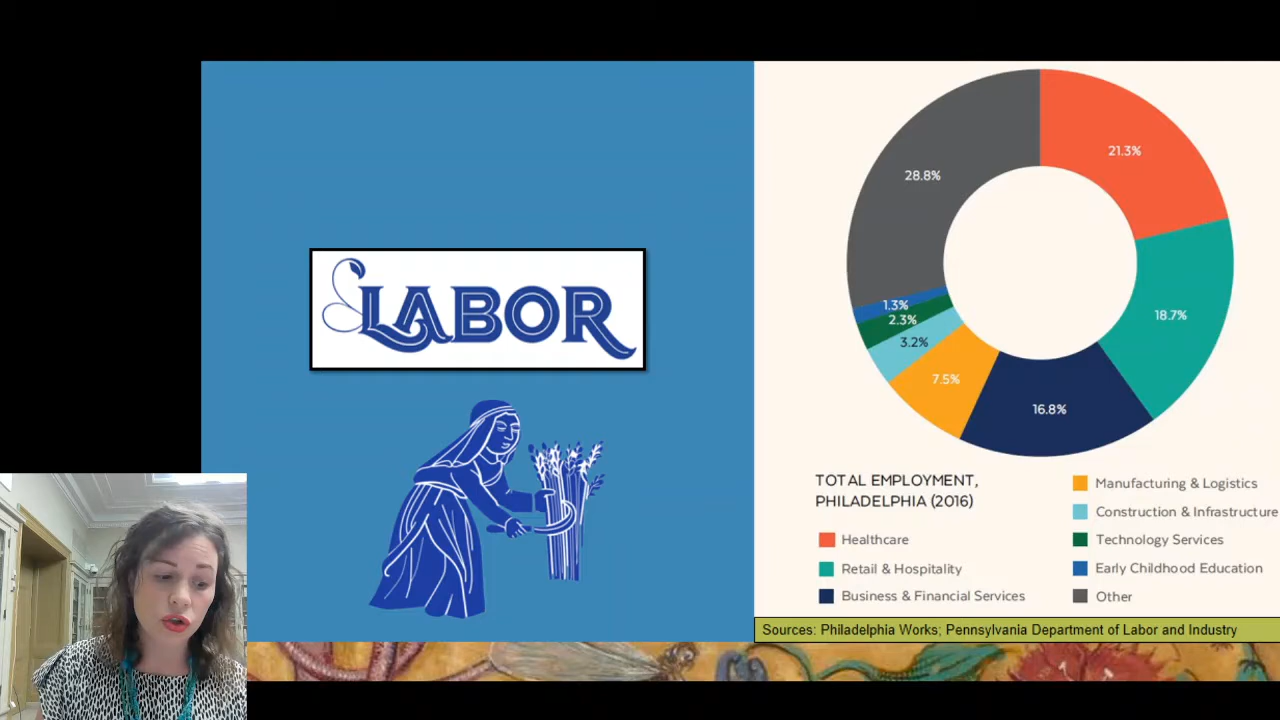 LABOR
21.3%
18.7%
16.8%
7.5%
3.2%
2.3%
1.3%
28.8%
TOTAL EMPLOYMENT,
PHILADELPHIA (2016)
Healthcare
Retail & Hospitality
Business & Financial Services
Manufacturing & Logistics
Construction & Infrastructure
Technology Services
Early Childhood Education
Other
Sources: Philadelphia Works; Pennsylvania Department of Labor and Industry